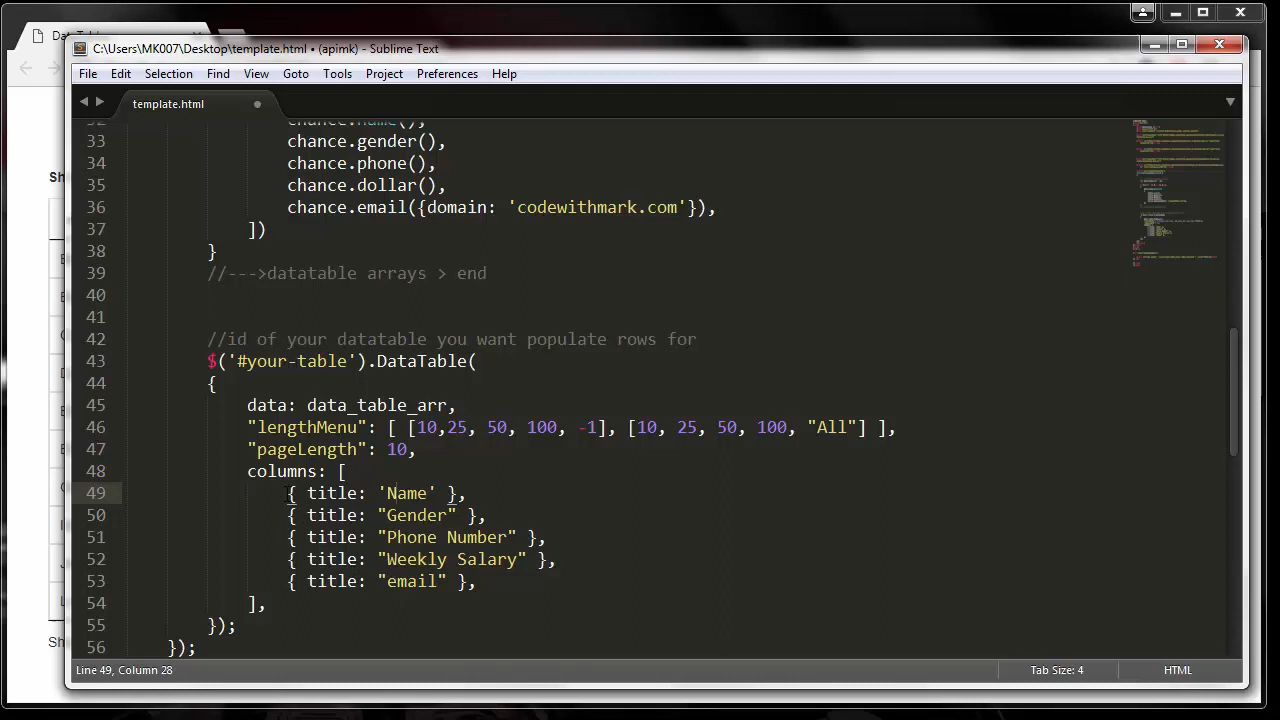 C:\Users\MK007\Desktop\template.html • (apimk) - Sublime Text
File Edit Selection Find View Goto Tools Project Preferences Help
template.html
32 chance.name(),
33 chance.gender(),
34 chance.phone(),
35 chance.dollar(),
36 chance.email({domain: 'codewithmark.com'}),
37 ])
38 }
39 //--->datatable arrays > end
40
41
42 //id of your datatable you want populate rows for
43 $('#your-table').DataTable(
44 {
45 data: data_table_arr,
46 "lengthMenu": [ [10,25, 50, 100, -1], [10, 25, 50, 100, "All"] ],
47 "pageLength": 10,
48 columns: [
49 { title: 'Name' },
50 { title: "Gender" },
51 { title: "Phone Number" },
52 { title: "Weekly Salary" },
53 { title: "email" },
54 ],
55 });
56 });
Line 49, Column 28 Tab Size: 4 HTML